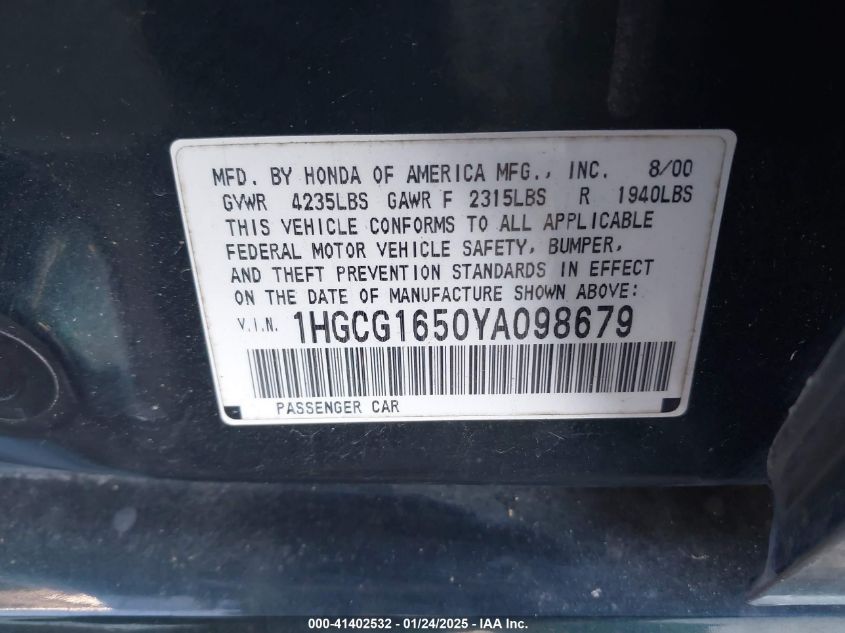 MFD. BY HONDA OF AMERICA MFG., INC. 8/00
GVWR 4235LBS GAWR F 2315LBS R 1940LBS
THIS VEHICLE CONFORMS TO ALL APPLICABLE
FEDERAL MOTOR VEHICLE SAFETY, BUMPER,
AND THEFT PREVENTION STANDARDS IN EFFECT
ON THE DATE OF MANUFACTURE SHOWN ABOVE:
V.I.N. 1HGCG1650YA098679
PASSENGER CAR
000-41402532 - 01/24/2025 - IAA Inc.